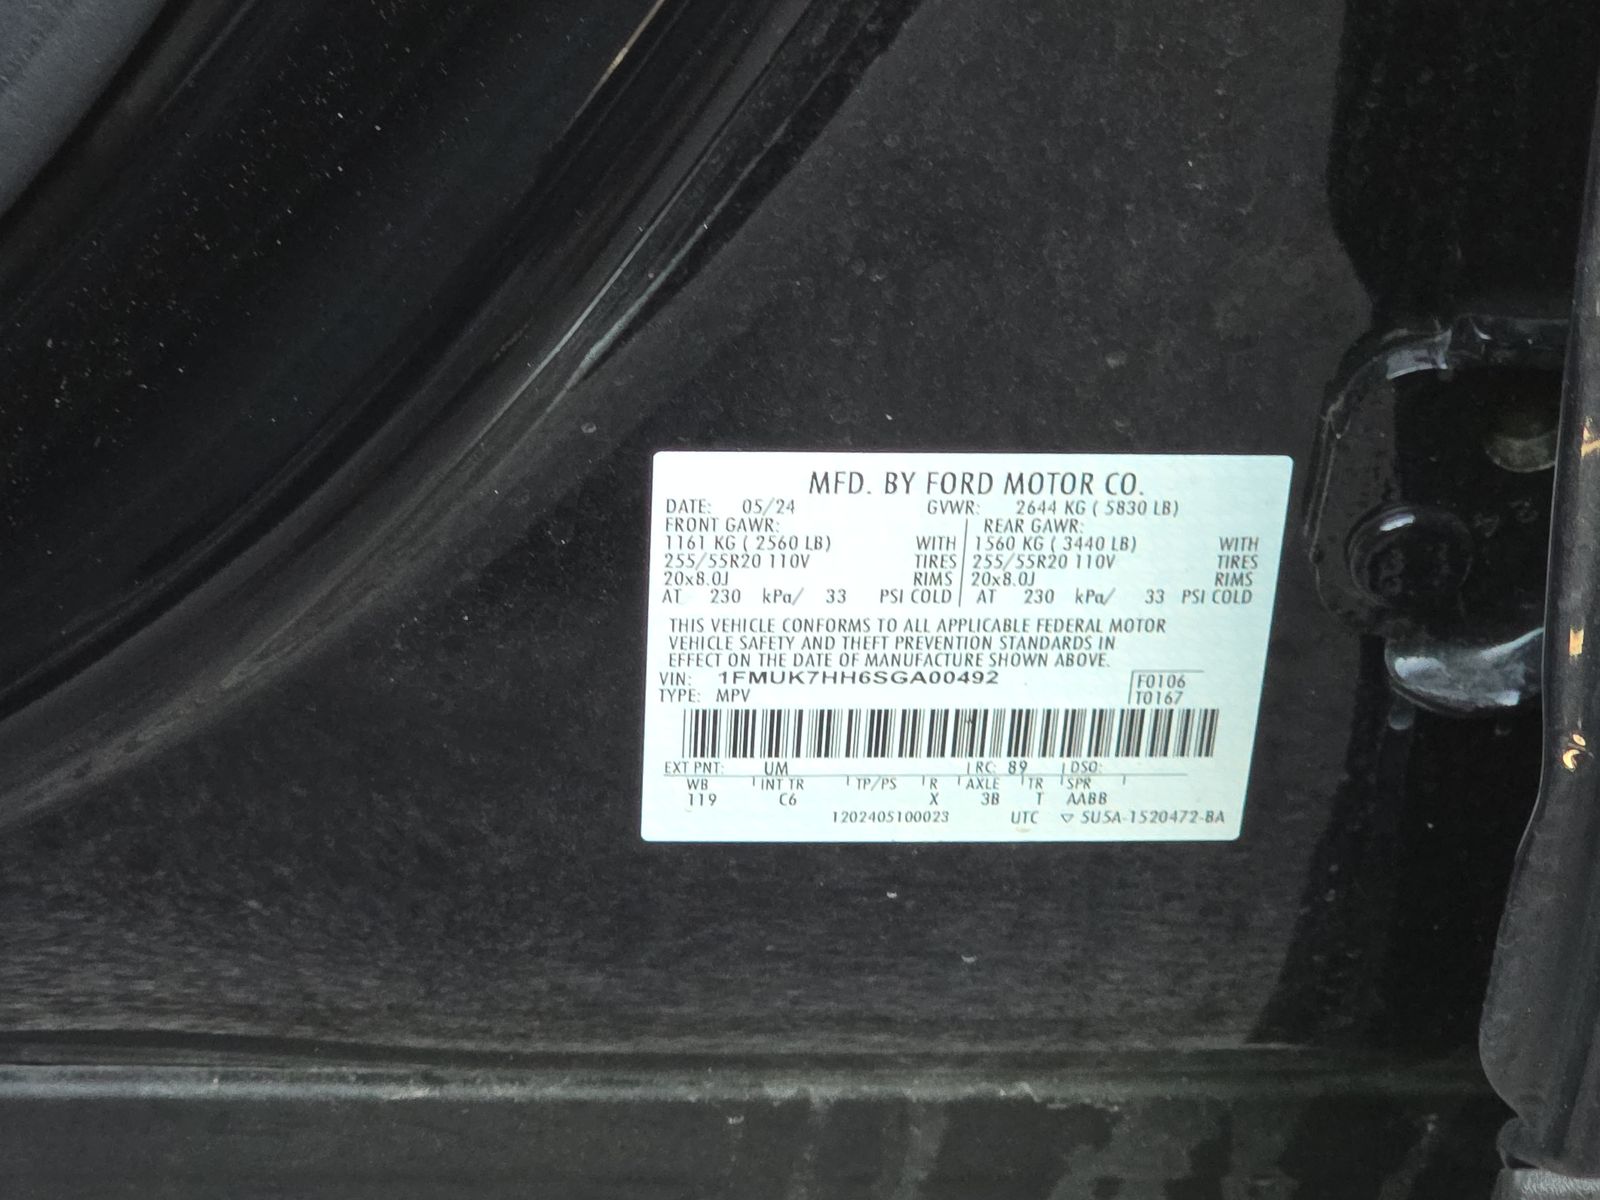 MFD. BY FORD MOTOR CO.
DATE: 05/24 GVWR: 2644 KG ( 5830 LB)
FRONT GAWR: REAR GAWR:
1161 KG ( 2560 LB) WITH 1560 KG ( 3440 LB) WITH
255/55R20 110V TIRES 255/55R20 110V TIRES
20x8.0J RIMS 20x8.0J RIMS
AT 230 kPa/ 33 PSI COLD AT 230 kPa/ 33 PSI COLD
THIS VEHICLE CONFORMS TO ALL APPLICABLE FEDERAL MOTOR
VEHICLE SAFETY AND THEFT PREVENTION STANDARDS IN
EFFECT ON THE DATE OF MANUFACTURE SHOWN ABOVE.
VIN: 1FMUK7HH6SGA00492 F0106
TYPE: MPV T0167
EXT PNT: UM RC: 89 DSO:
WB INT TR TP/PS R AXLE TR SPR
119 C6 X 3B T AABB
1202405100023 UTC ▽ SU5A-1520472-BA